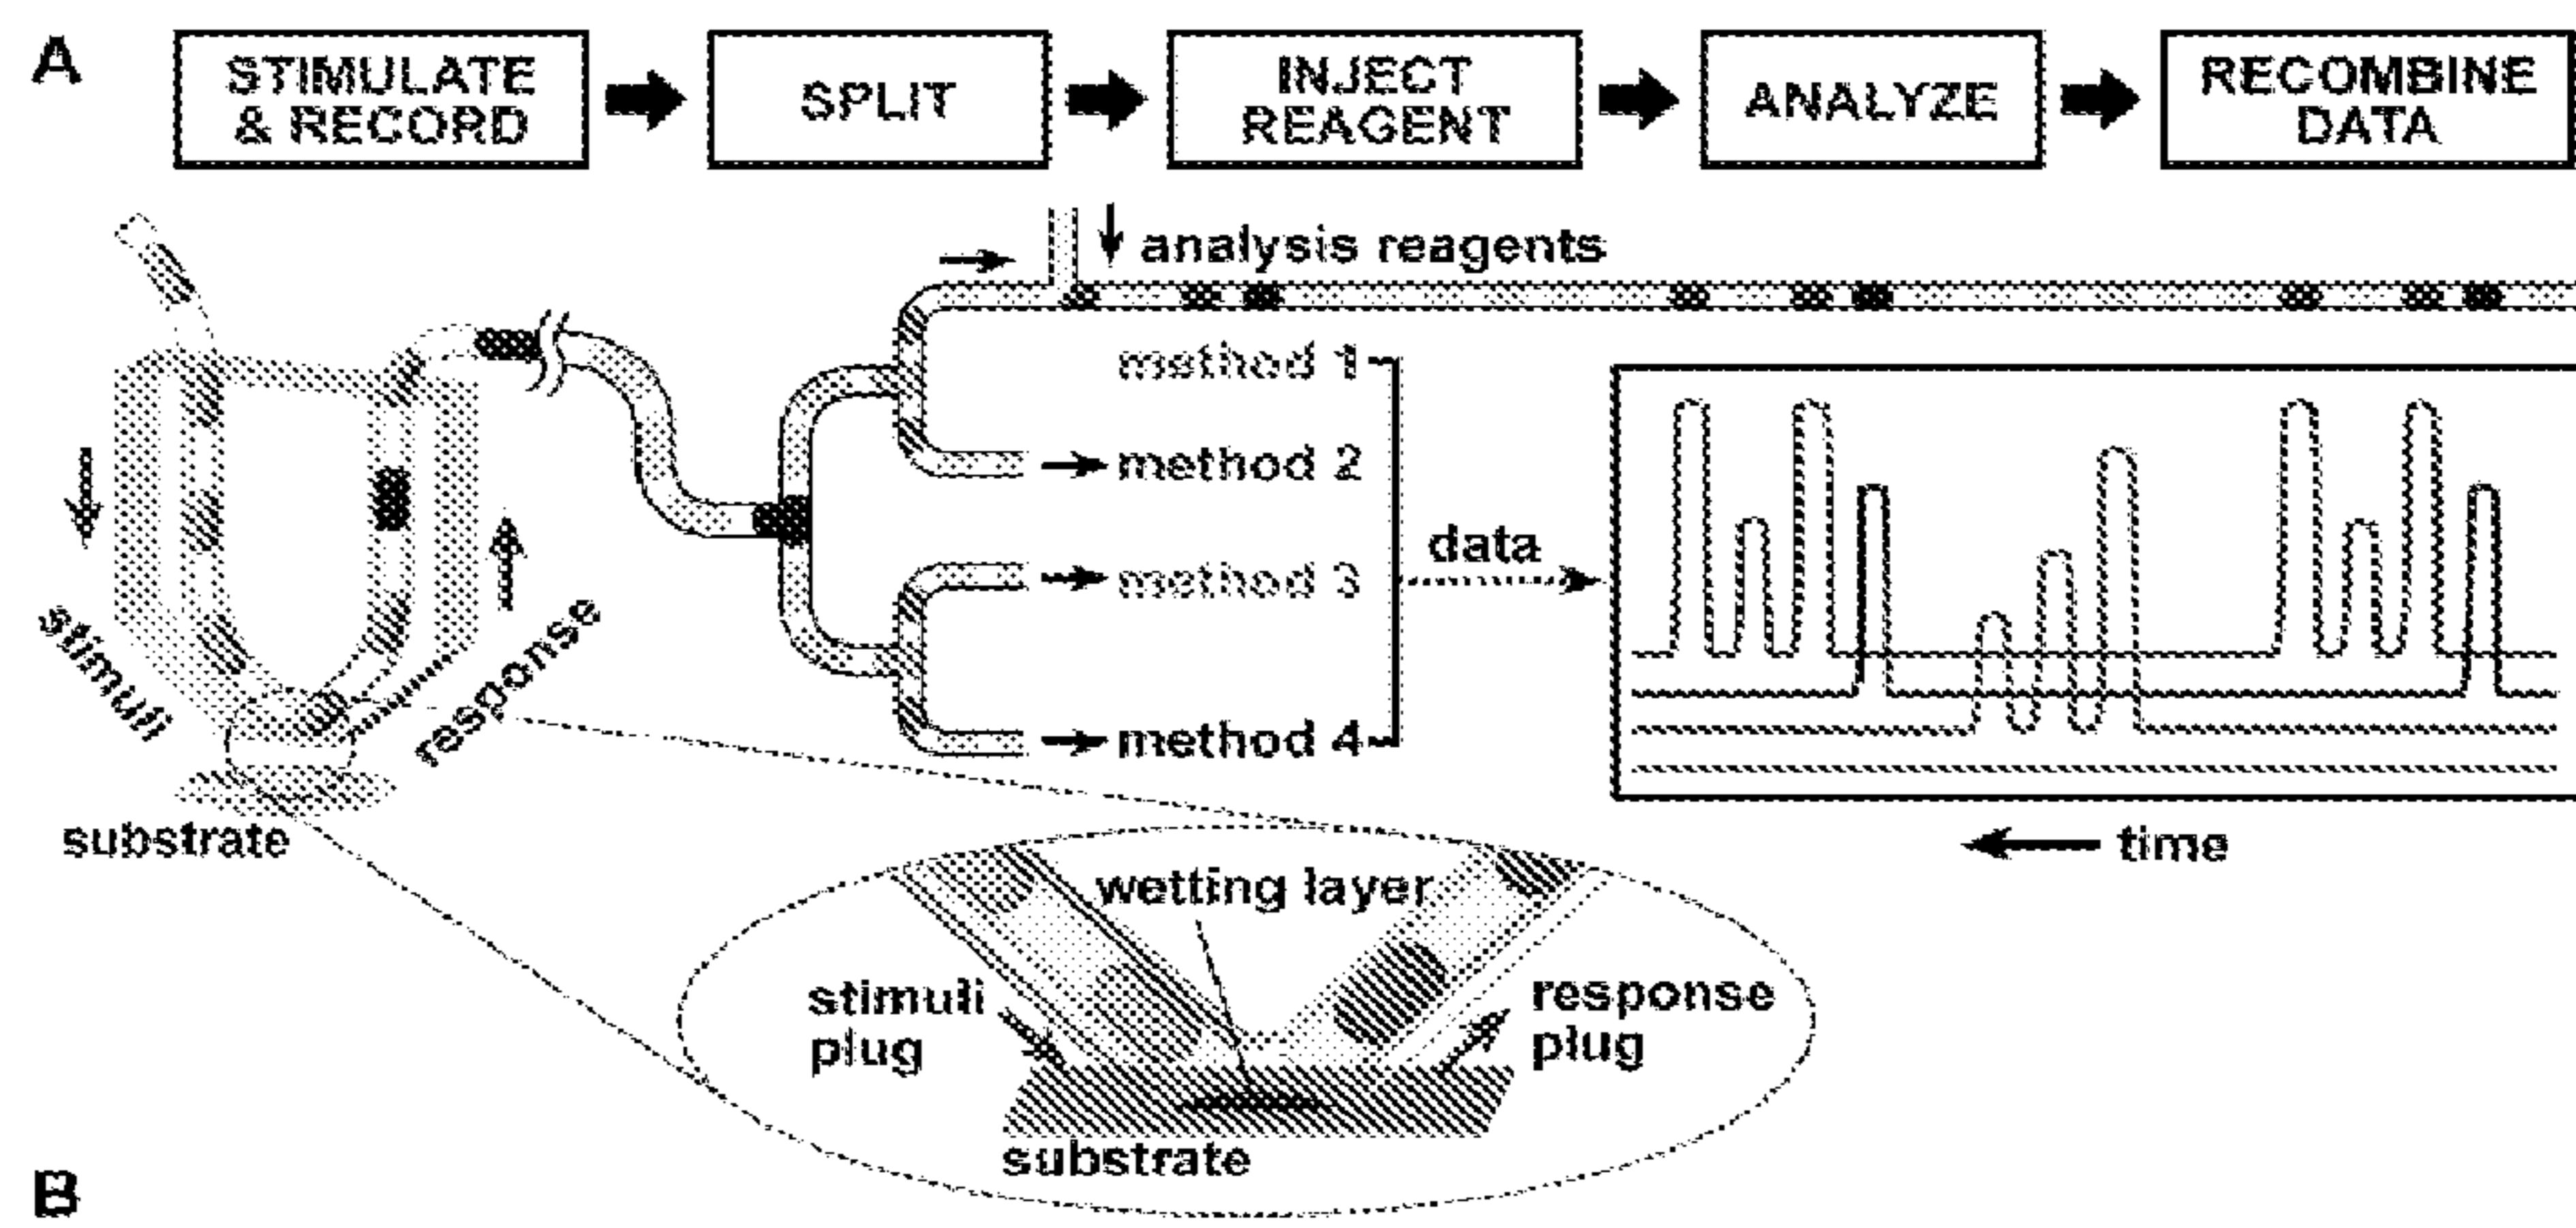 A
STIMULATE
& RECORD
SPLIT
INJECT
REAGENT
ANALYZE
RECOMBINE
DATA
analysis reagents
method 1
method 2
method 3
method 4
data
stimuli
response
substrate
time
wetting layer
stimuli
plug
response
plug
substrate
B